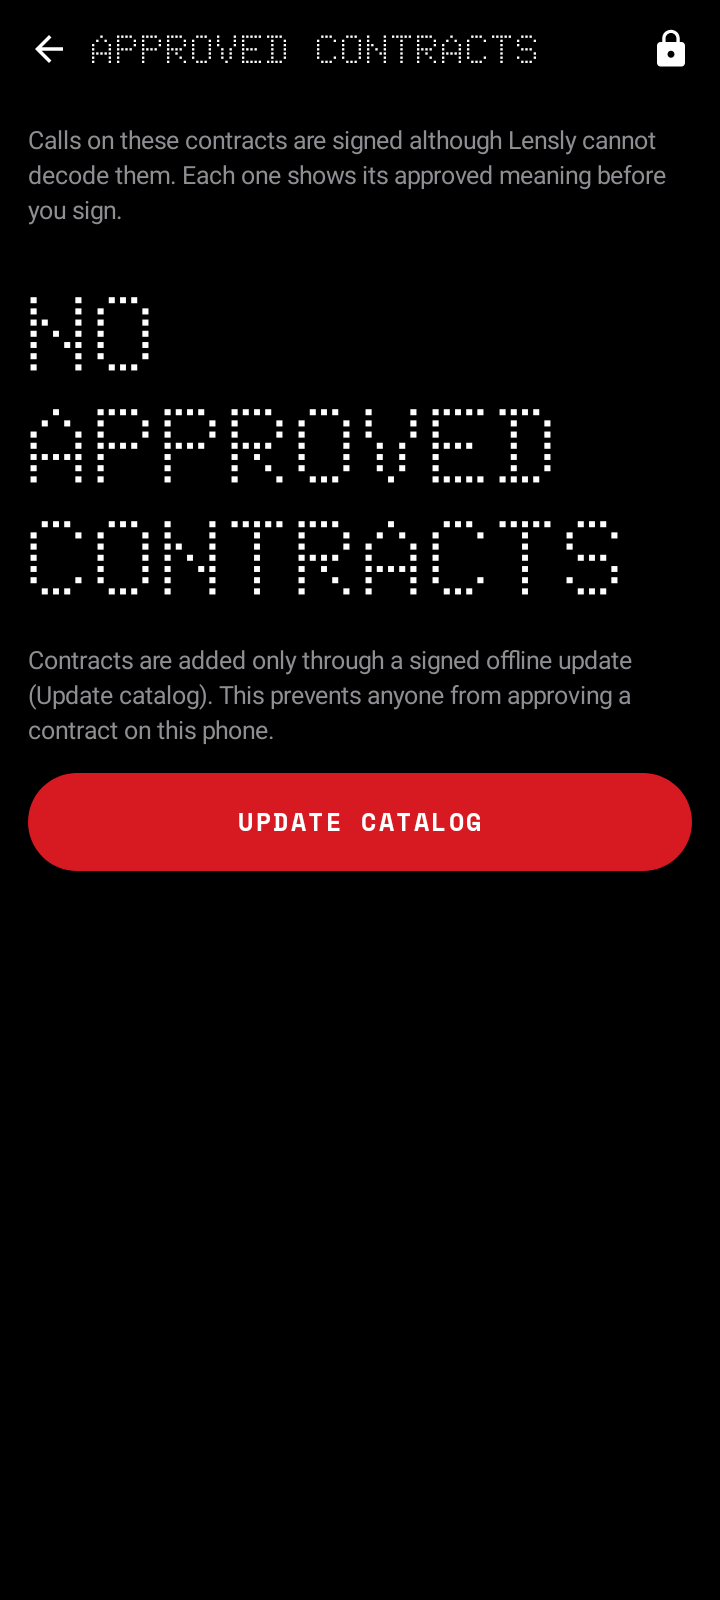 APPROVED CONTRACTS
Calls on these contracts are signed although Lensly cannot
decode them. Each one shows its approved meaning before
you sign.
NO
APPROVED
CONTRACTS
Contracts are added only through a signed offline update
(Update catalog). This prevents anyone from approving a
contract on this phone.
UPDATE CATALOG